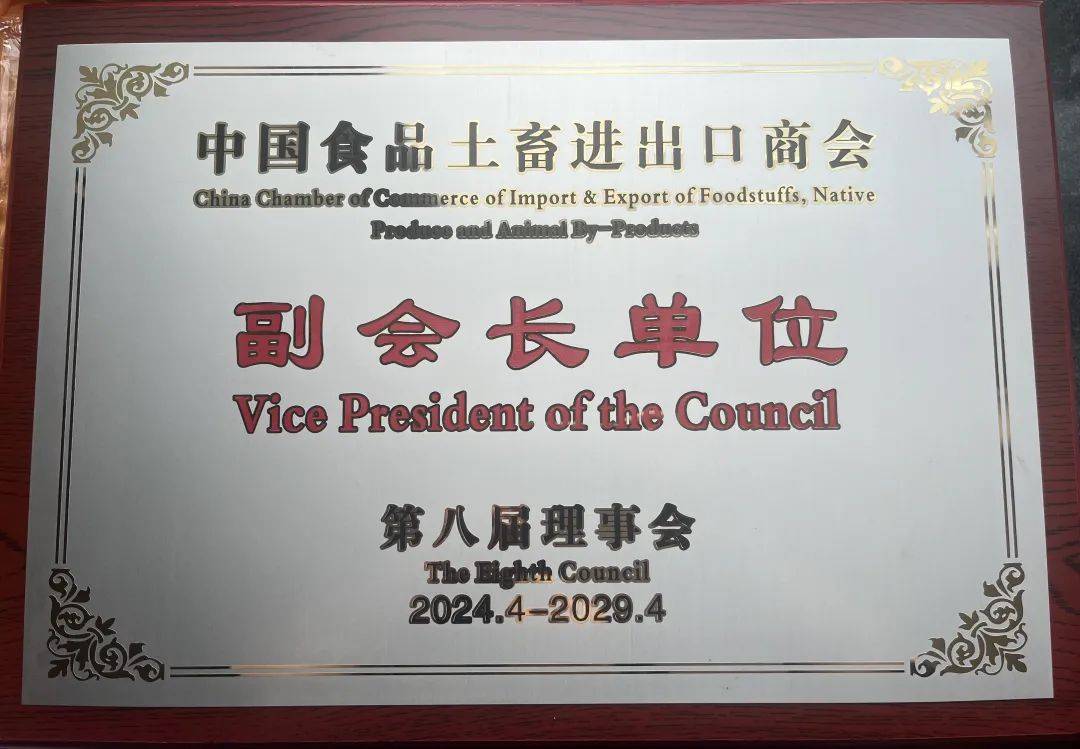 中国食品土畜进出口商会
China Chamber of Commerce of Import & Export of Foodstuffs, Native
Produce and Animal By-Products
副会长单位
Vice President of the Council
第八届理事会
The Eighth Council
2024.4-2029.4